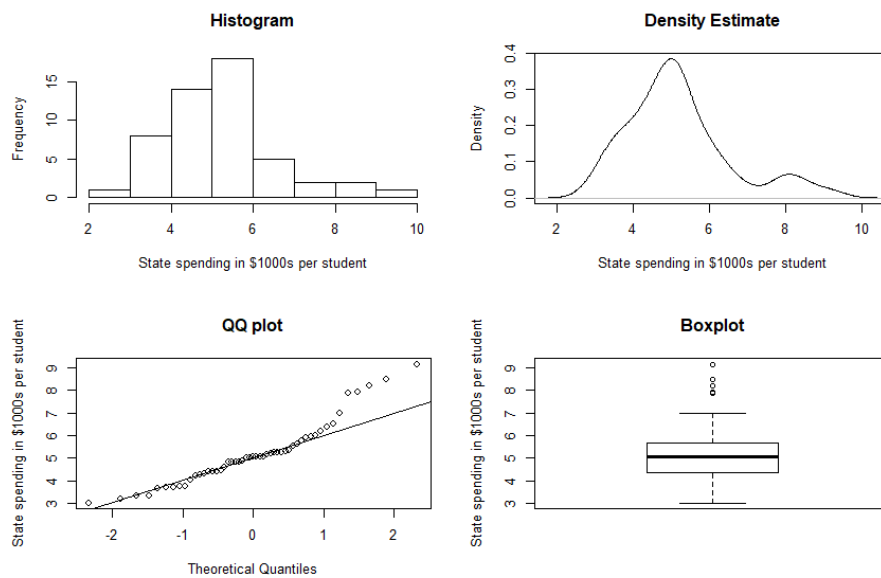 Histogram
Frequency
0 5 10 15
2 4 6 8 10
State spending in $1000s per student
Density Estimate
Density
0.0 0.1 0.2 0.3 0.4
2 4 6 8 10
State spending in $1000s per student
QQ plot
State spending in $1000s per student
3 4 5 6 7 8 9
-2 -1 0 1 2
Theoretical Quantiles
Boxplot
State spending in $1000s per student
3 4 5 6 7 8 9